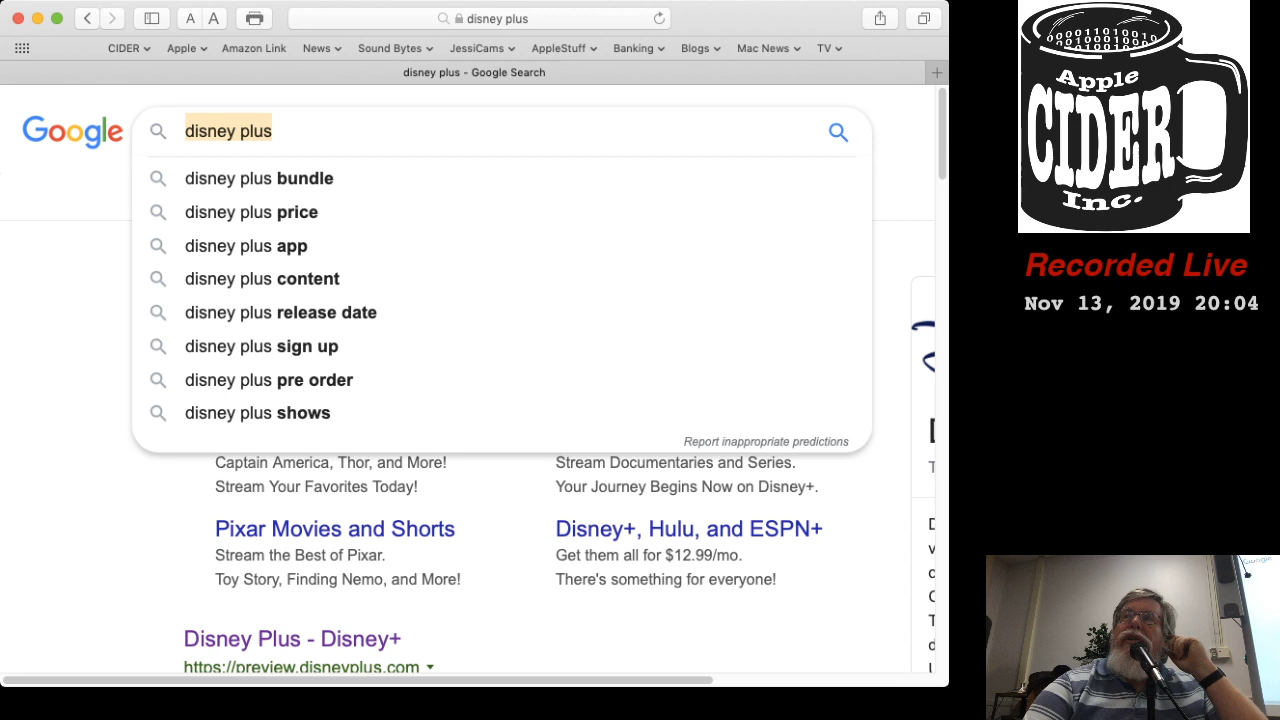 A A
disney plus
CIDER Apple Amazon Link News Sound Bytes JessiCams AppleStuff Banking Blogs Mac News TV
disney plus - Google Search
Google
disney plus
disney plus bundle
disney plus price
disney plus app
disney plus content
disney plus release date
disney plus sign up
disney plus pre order
disney plus shows
Report inappropriate predictions
Captain America, Thor, and More!
Stream Your Favorites Today!
Stream Documentaries and Series.
Your Journey Begins Now on Disney+.
Pixar Movies and Shorts
Stream the Best of Pixar.
Toy Story, Finding Nemo, and More!
Disney+, Hulu, and ESPN+
Get them all for $12.99/mo.
There's something for everyone!
Disney Plus - Disney+
https://preview.disneyplus.com
Apple
CIDER
Inc.
Recorded Live
Nov 13, 2019 20:04
Google